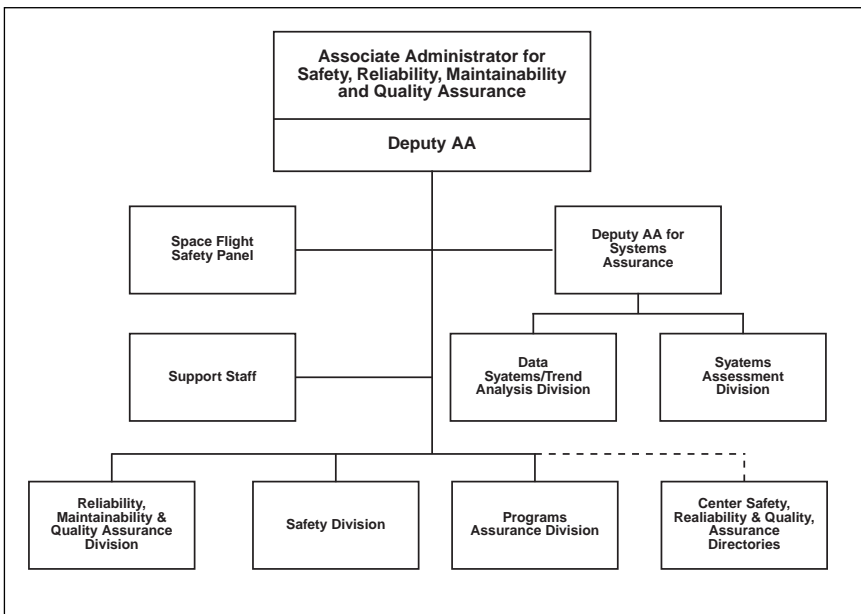 Associate Administrator for
Safety, Reliability, Maintainability
and Quality Assurance
Deputy AA
Space Flight
Safety Panel
Deputy AA for
Systems
Assurance
Support Staff
Data
Syatems/Trend
Analysis Division
Syatems
Assessment
Division
Reliability,
Maintainability &
Quality Assurance
Division
Safety Division
Programs
Assurance Division
Center Safety,
Realiability & Quality,
Assurance
Directories